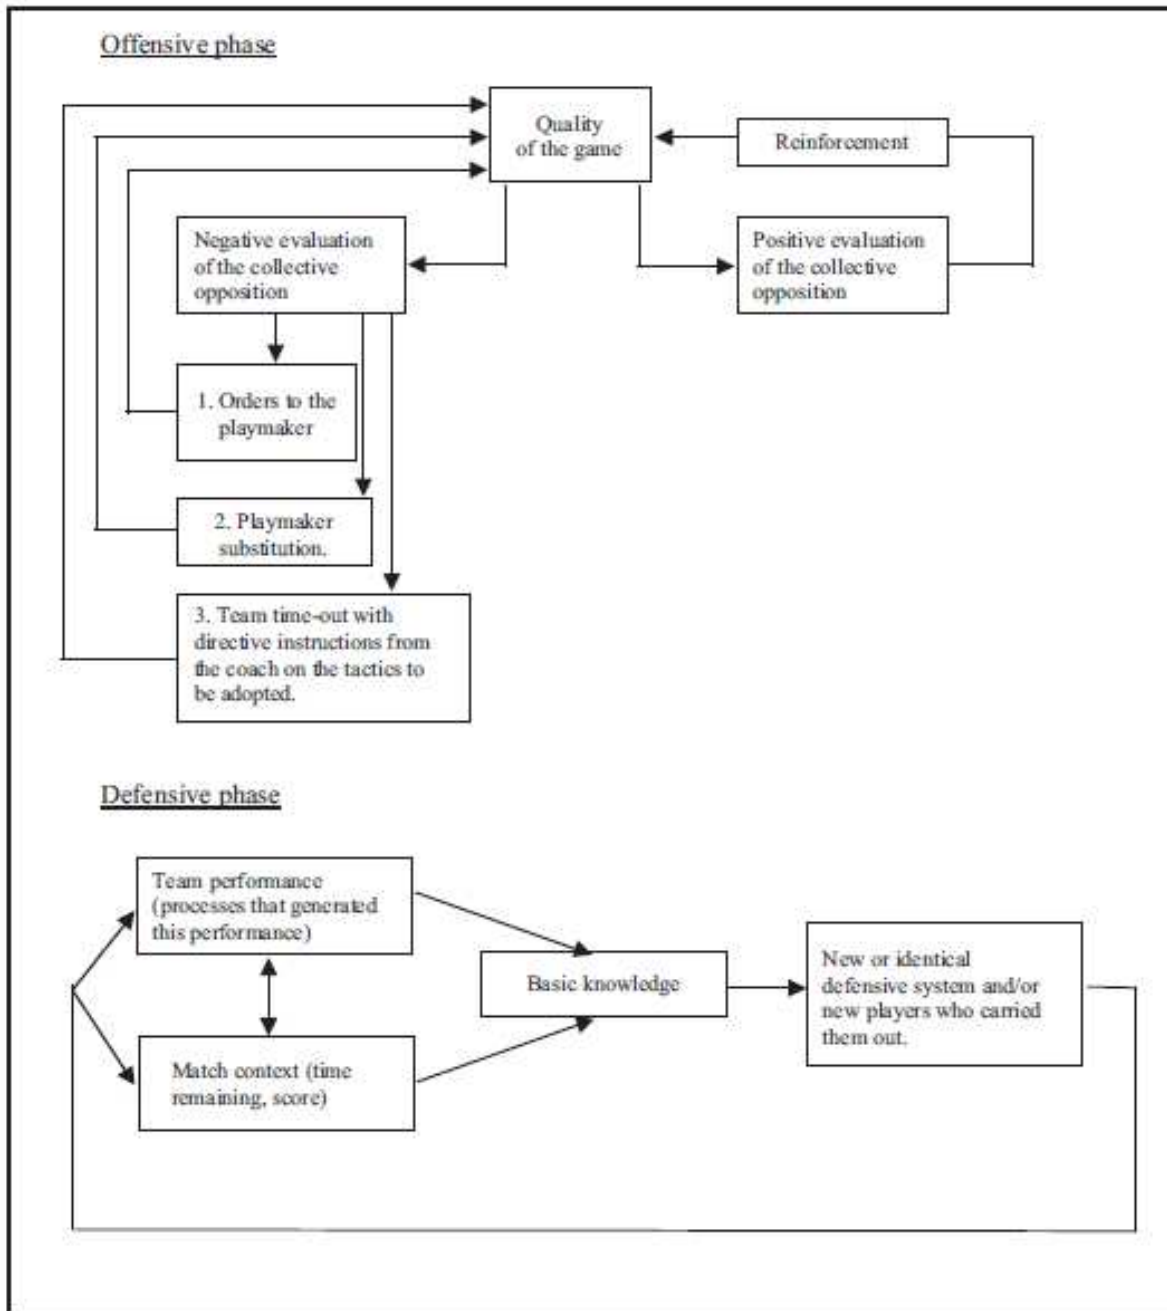 Offensive phase
Quality
of the game
Reinforcement
Negative evaluation
of the collective
opposition
Positive evaluation
of the collective
opposition
1. Orders to the
playmaker
2. Playmaker
substitution.
3. Team time-out with
directive instructions from
the coach on the tactics to
be adopted.
Defensive phase
Team performance
(processes that generated
this performance)
Basic knowledge
New or identical
defensive system and/or
new players who carried
them out.
Match context (time
remaining, score)